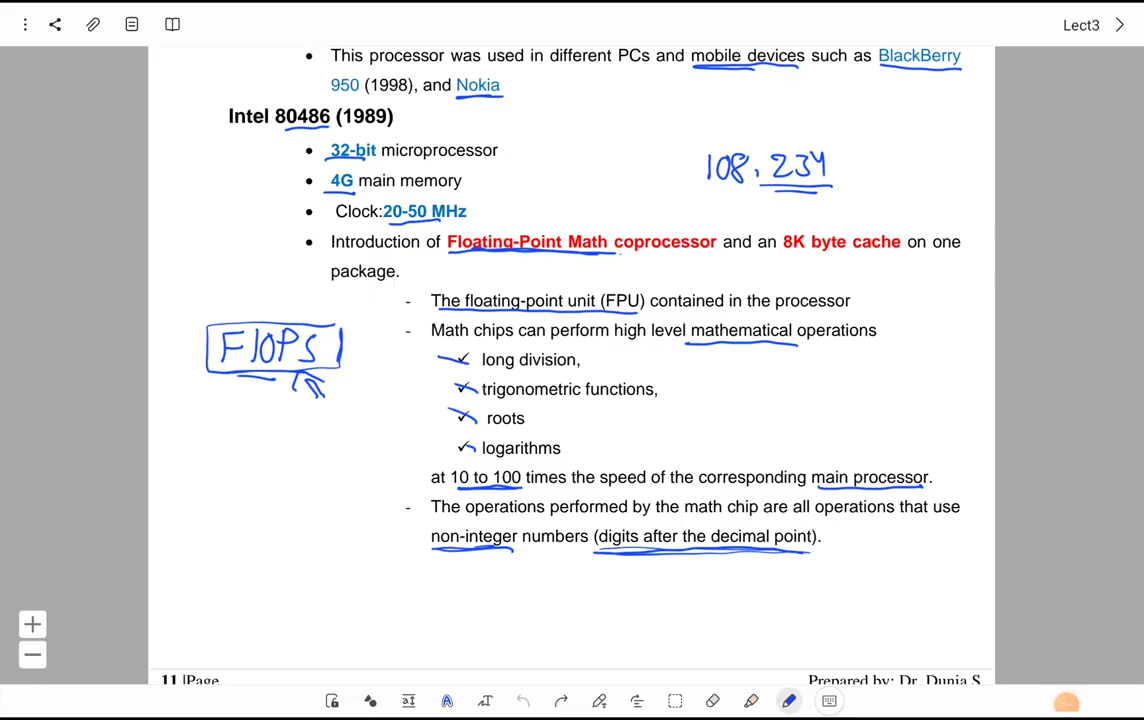 Lect3
• This processor was used in different PCs and mobile devices such as BlackBerry
950 (1998), and Nokia
Intel 80486 (1989)
• 32-bit microprocessor
108.234
• 4G main memory
• Clock:20-50 MHz
• Introduction of Floating-Point Math coprocessor and an 8K byte cache on one
package.
- The floating-point unit (FPU) contained in the processor
- Math chips can perform high level mathematical operations
FlOPS
✓ long division,
✓ trigonometric functions,
✓ roots
✓ logarithms
at 10 to 100 times the speed of the corresponding main processor.
- The operations performed by the math chip are all operations that use
non-integer numbers (digits after the decimal point).
11 |Page
Prepared by: Dr. Dunia S.